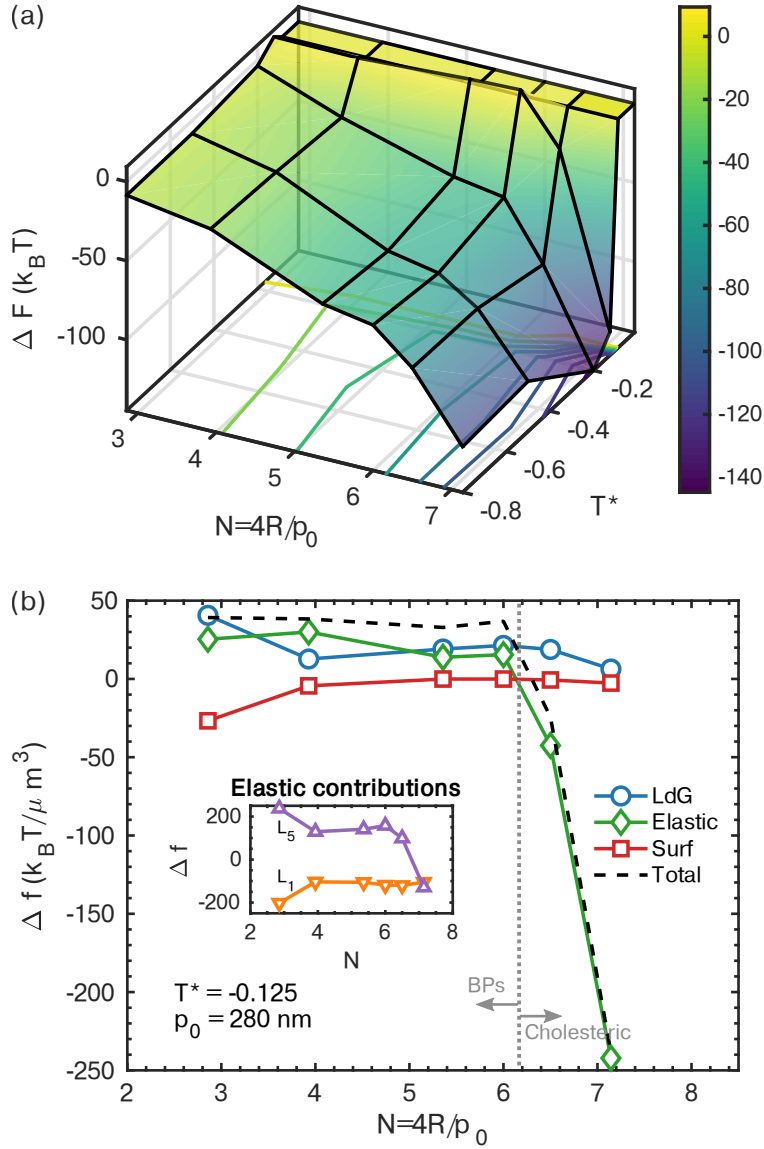 (a)
0
-50
-100
Δ F (k_BT)
3
4
5
6
7
N=4R/p_0
-0.8
-0.6
-0.4
-0.2
T*
0
-20
-40
-60
-80
-100
-120
-140
(b)
50
0
-50
-100
-150
-200
-250
Δ f (k_BT/μ m^3)
Elastic contributions
200
0
-200
Δ f
L_5
L_1
2
4
6
8
N
LdG
Elastic
Surf
Total
T* = -0.125
p_0 = 280 nm
BPs
Cholesteric
2
3
4
5
6
7
8
N=4R/p_0